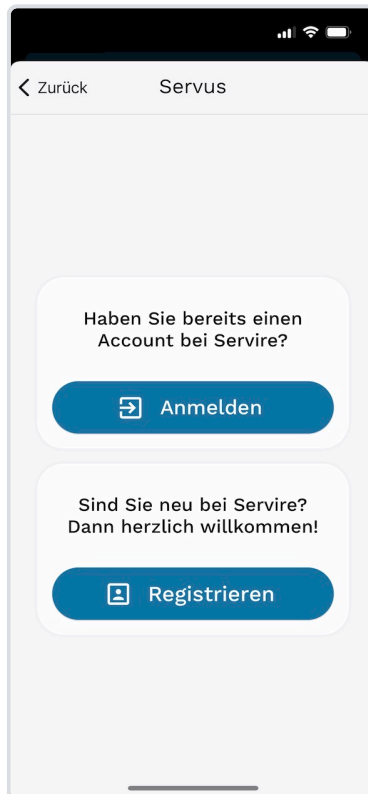 Zurück
Servus
Haben Sie bereits einen
Account bei Servire?
Anmelden
Sind Sie neu bei Servire?
Dann herzlich willkommen!
Registrieren